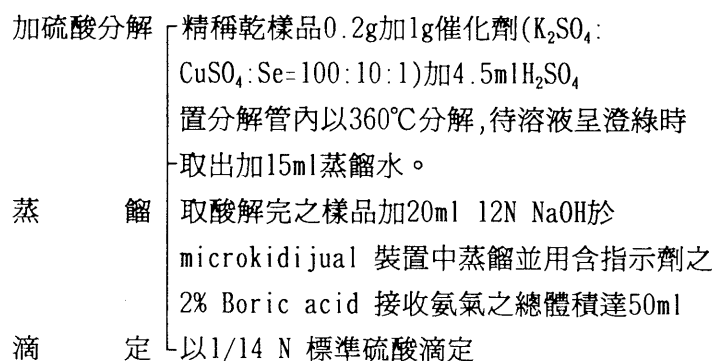 加硫酸分解 精稱乾樣品0.2g加1g催化劑(K₂SO₄:
CuSO₄:Se=100:10:1)加4.5mlH₂SO₄
置分解管內以360℃分解,待溶液呈澄綠時
取出加15ml蒸餾水。
蒸餾 取酸解完之樣品加20ml 12N NaOH於
microkidijual 裝置中蒸餾並用含指示劑之
2% Boric acid 接收氨氣之總體積達50ml
滴定 以1/14 N 標準硫酸滴定